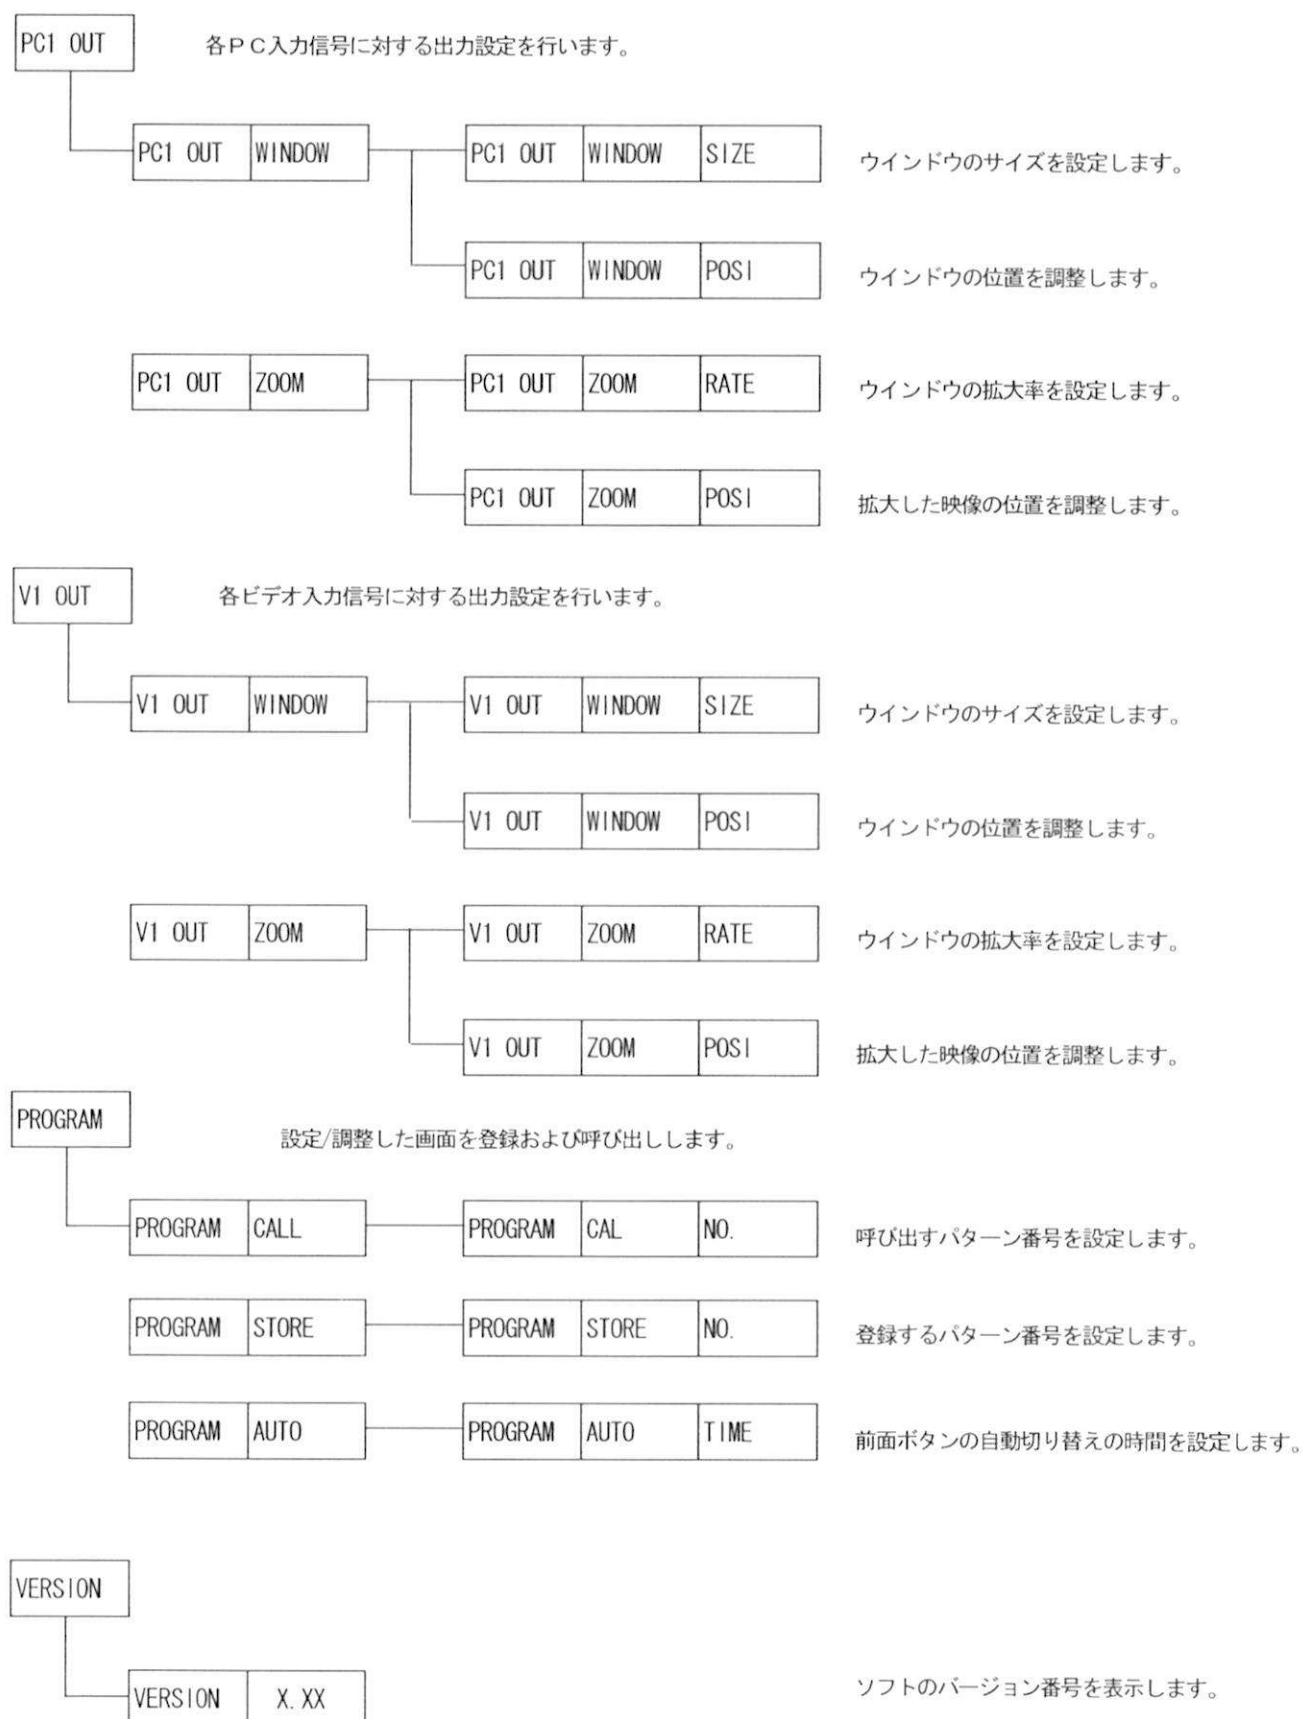 PC1 OUT
各ＰＣ入力信号に対する出力設定を行います。
PC1 OUT WINDOW PC1 OUT WINDOW SIZE ウインドウのサイズを設定します。
PC1 OUT WINDOW POSI ウインドウの位置を調整します。
PC1 OUT ZOOM PC1 OUT ZOOM RATE ウインドウの拡大率を設定します。
PC1 OUT ZOOM POSI 拡大した映像の位置を調整します。
V1 OUT
各ビデオ入力信号に対する出力設定を行います。
V1 OUT WINDOW V1 OUT WINDOW SIZE ウインドウのサイズを設定します。
V1 OUT WINDOW POSI ウインドウの位置を調整します。
V1 OUT ZOOM V1 OUT ZOOM RATE ウインドウの拡大率を設定します。
V1 OUT ZOOM POSI 拡大した映像の位置を調整します。
PROGRAM
設定/調整した画面を登録および呼び出しします。
PROGRAM CALL PROGRAM CAL NO. 呼び出すパターン番号を設定します。
PROGRAM STORE PROGRAM STORE NO. 登録するパターン番号を設定します。
PROGRAM AUTO PROGRAM AUTO TIME 前面ボタンの自動切り替えの時間を設定します。
VERSION
VERSION X.XX ソフトのバージョン番号を表示します。